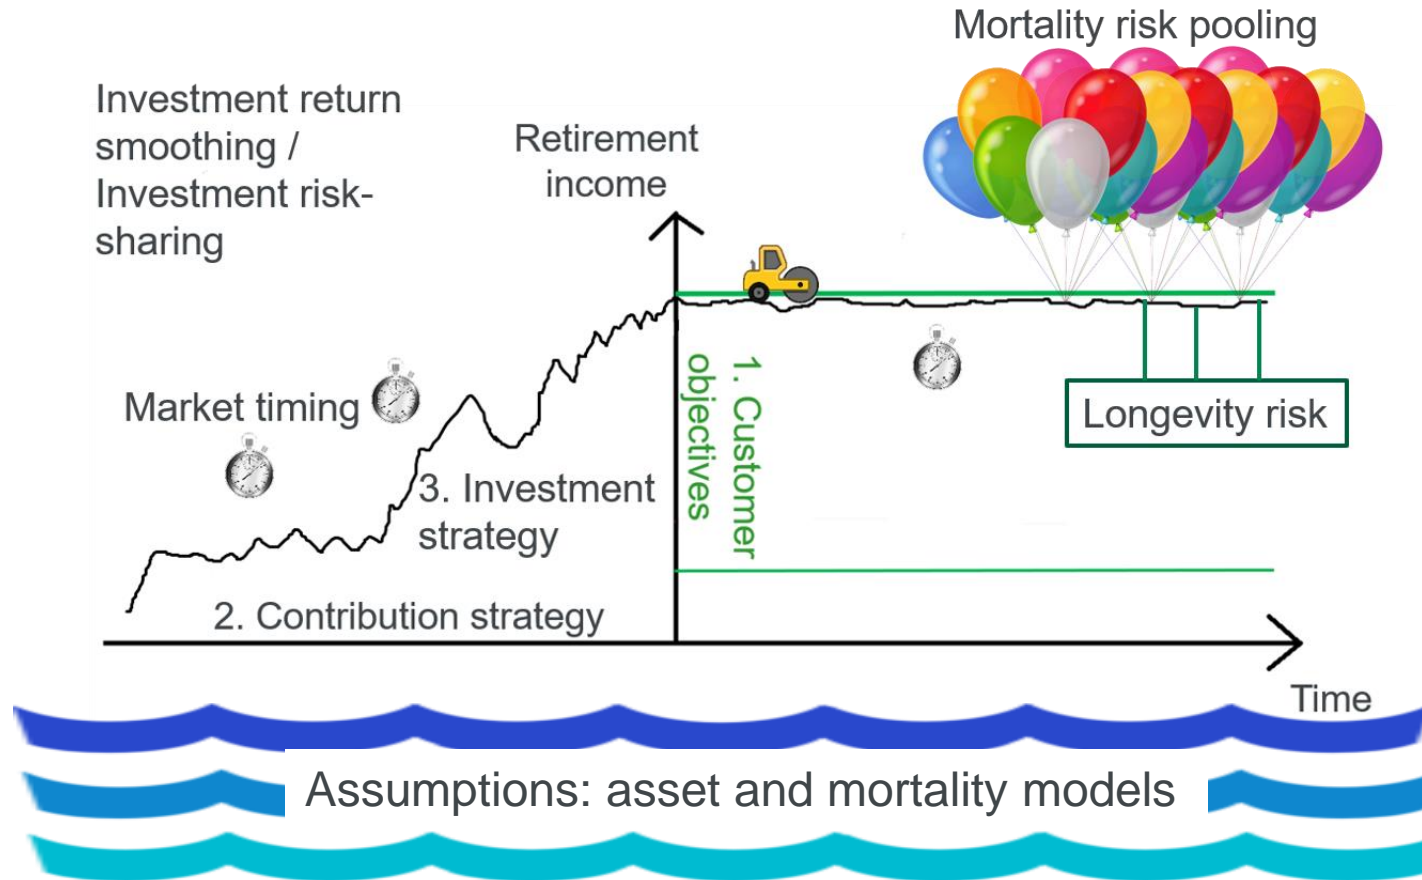 Mortality risk pooling
Investment return
smoothing /
Investment risk-
sharing
Retirement
income
Market timing
1. Customer
objectives
Longevity risk
3. Investment
strategy
2. Contribution strategy
Time
Assumptions: asset and mortality models